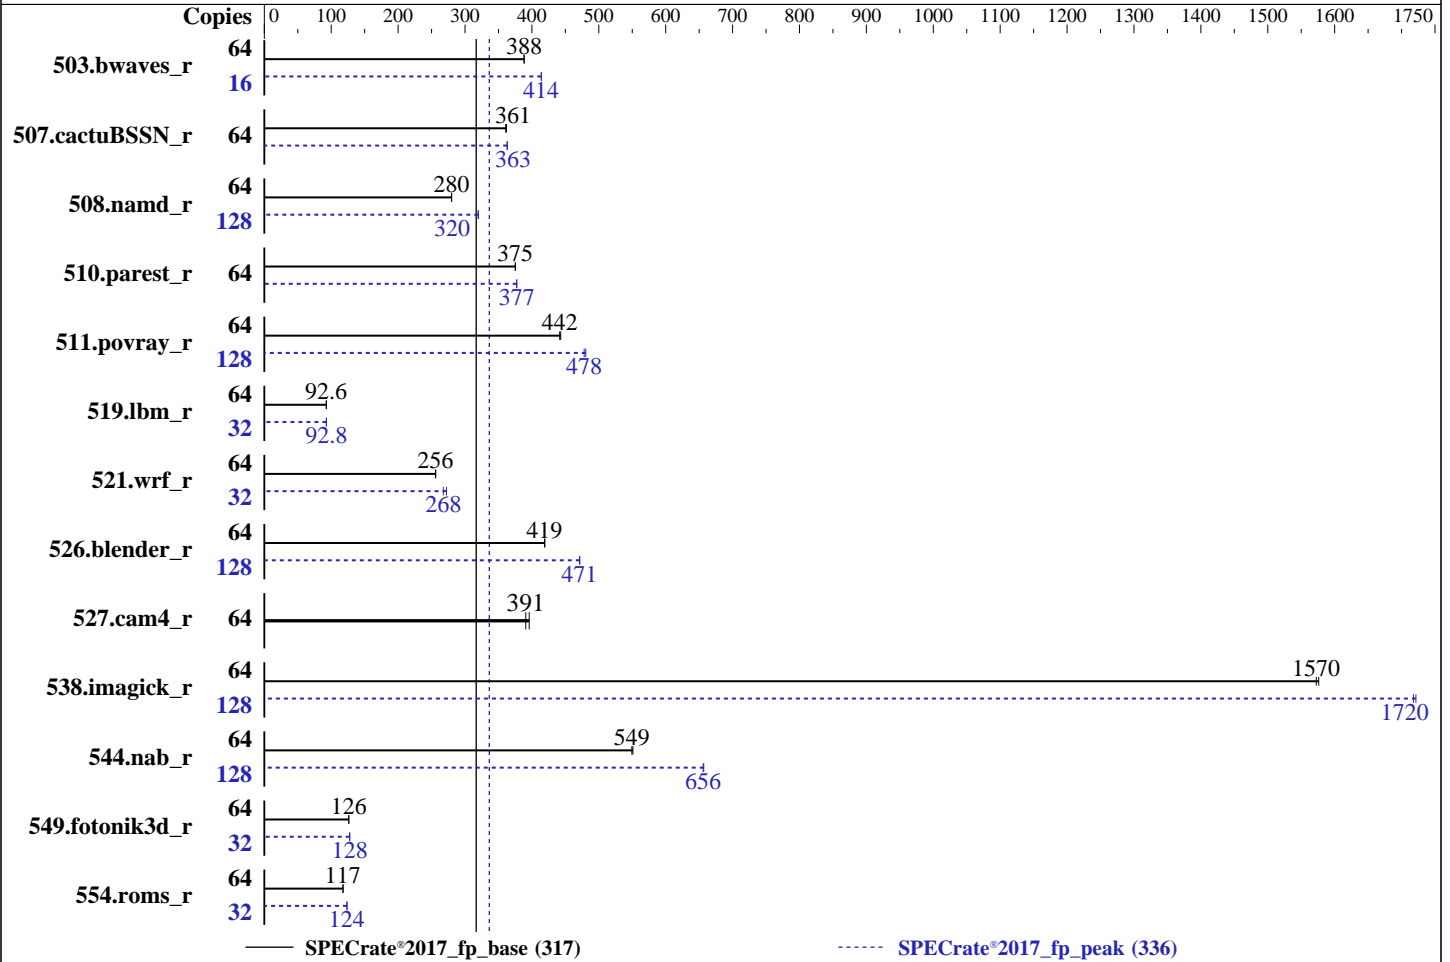 Copies 0 100 200 300 400 500 600 700 800 900 1000 1100 1200 1300 1400 1500 1600 1750
503.bwaves_r 64 388
16 414
507.cactuBSSN_r 64 361
363
508.namd_r 64 280
128 320
510.parest_r 64 375
377
511.povray_r 64 442
128 478
519.lbm_r 64 92.6
32 92.8
521.wrf_r 64 256
32 268
526.blender_r 64 419
128 471
527.cam4_r 64 391
538.imagick_r 64 1570
128 1720
544.nab_r 64 549
128 656
549.fotonik3d_r 64 126
32 128
554.roms_r 64 117
32 124
SPECrate®2017_fp_base (317) SPECrate®2017_fp_peak (336)